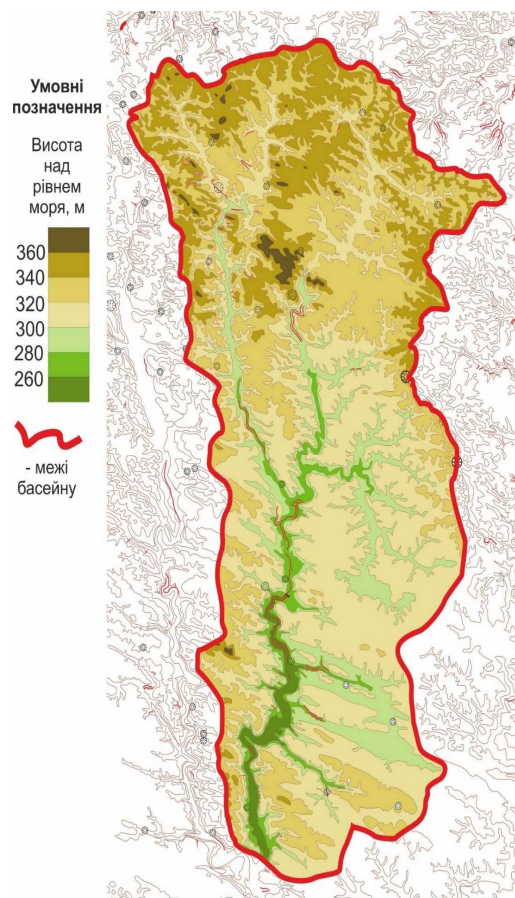 Умовні
позначення
Висота
над
рівнем
моря, м
360
340
320
300
280
260
- межі
басейну